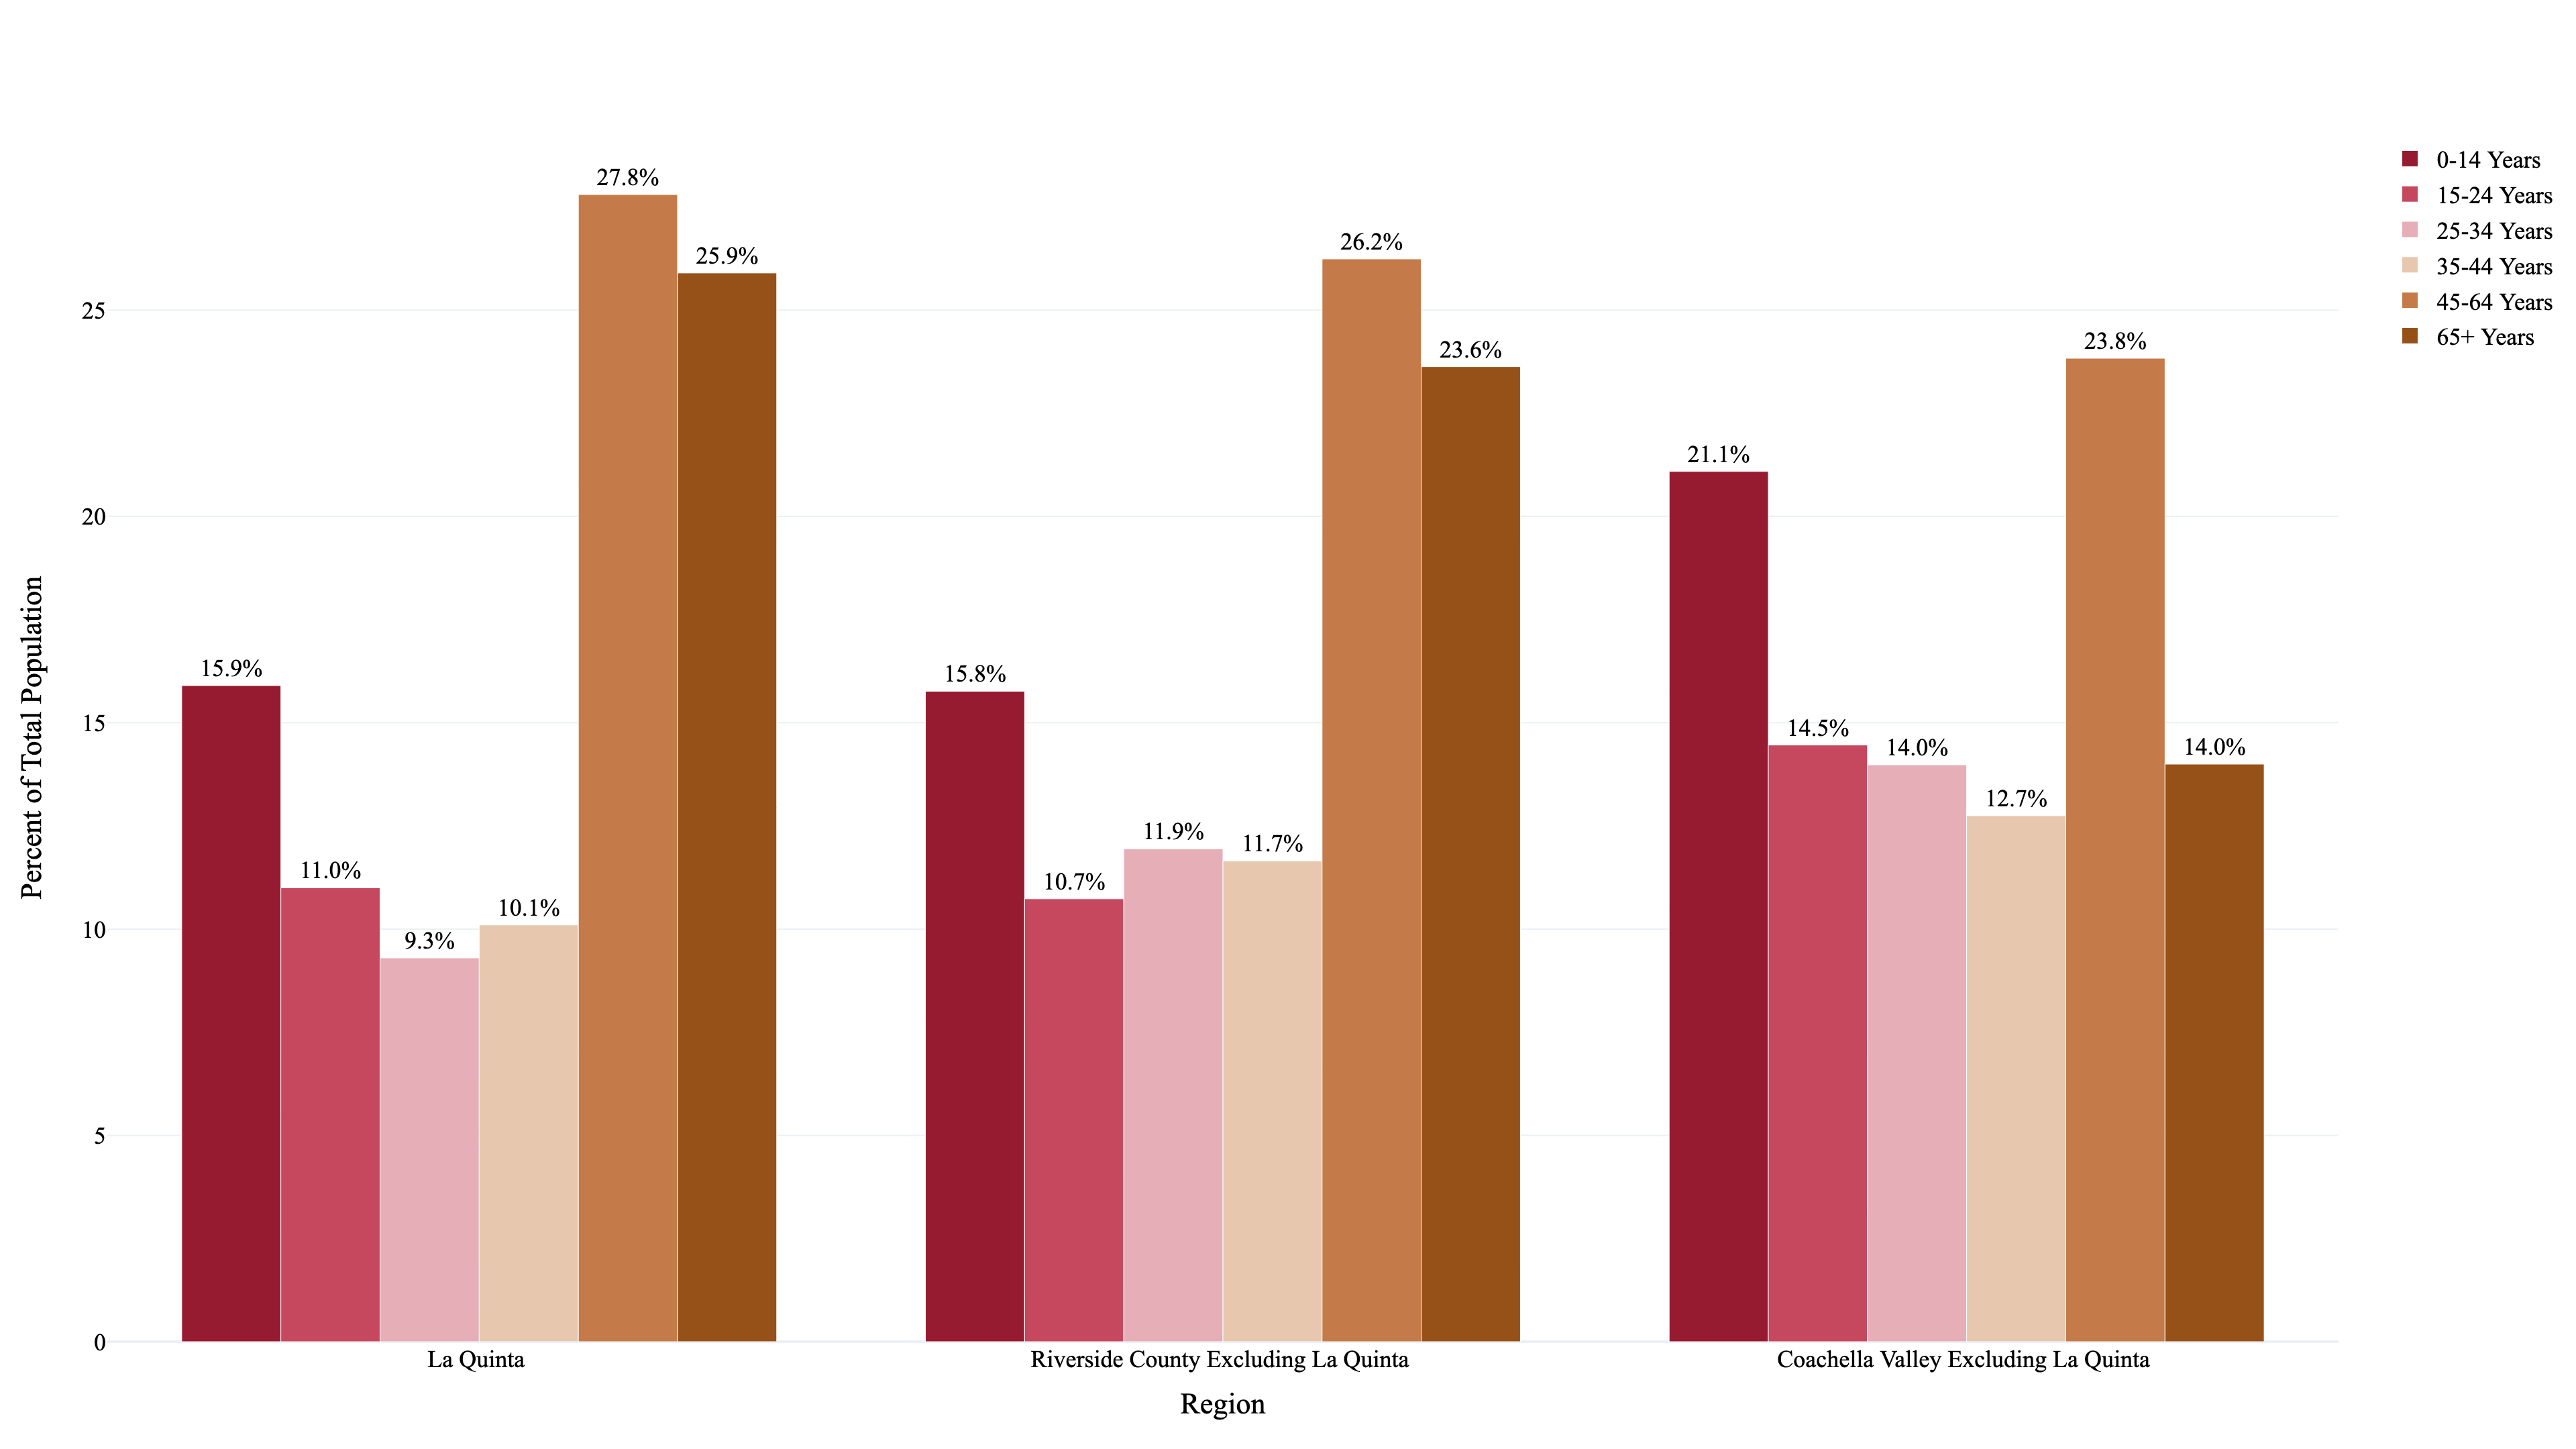 27.8%
25.9%
15.9%
11.0%
9.3%
10.1%
26.2%
23.6%
15.8%
10.7%
11.9%
11.7%
23.8%
21.1%
14.5%
14.0%
12.7%
14.0%
0-14 Years
15-24 Years
25-34 Years
35-44 Years
45-64 Years
65+ Years
25
20
15
10
5
0
Percent of Total Population
La Quinta
Riverside County Excluding La Quinta
Coachella Valley Excluding La Quinta
Region